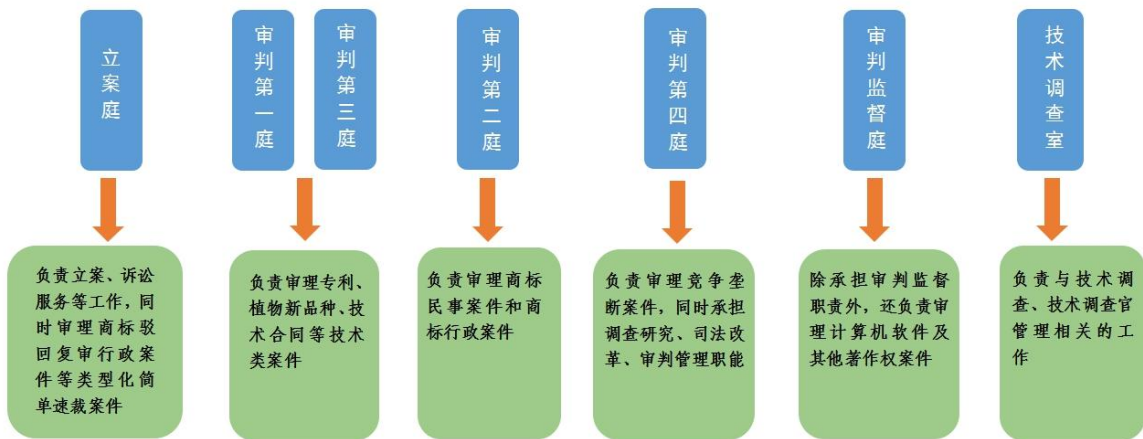 立案庭
审判第一庭
审判第三庭
审判第二庭
审判第四庭
审判监督庭
技术调查室
负责立案、诉讼
服务等工作，同
时审理商标驳
回复审行政案
件等类型化简
单速裁案件
负责审理专利、
植物新品种、技
术合同等技术
类案件
负责审理商标
民事案件和商
标行政案件
负责审理竞争垄
断案件，同时承担
调查研究、司法改
革、审判管理职能
除承担审判监督
职责外，还负责审
理计算机软件及
其他著作权案件
负责与技术调
查、技术调查官
管理相关的工
作